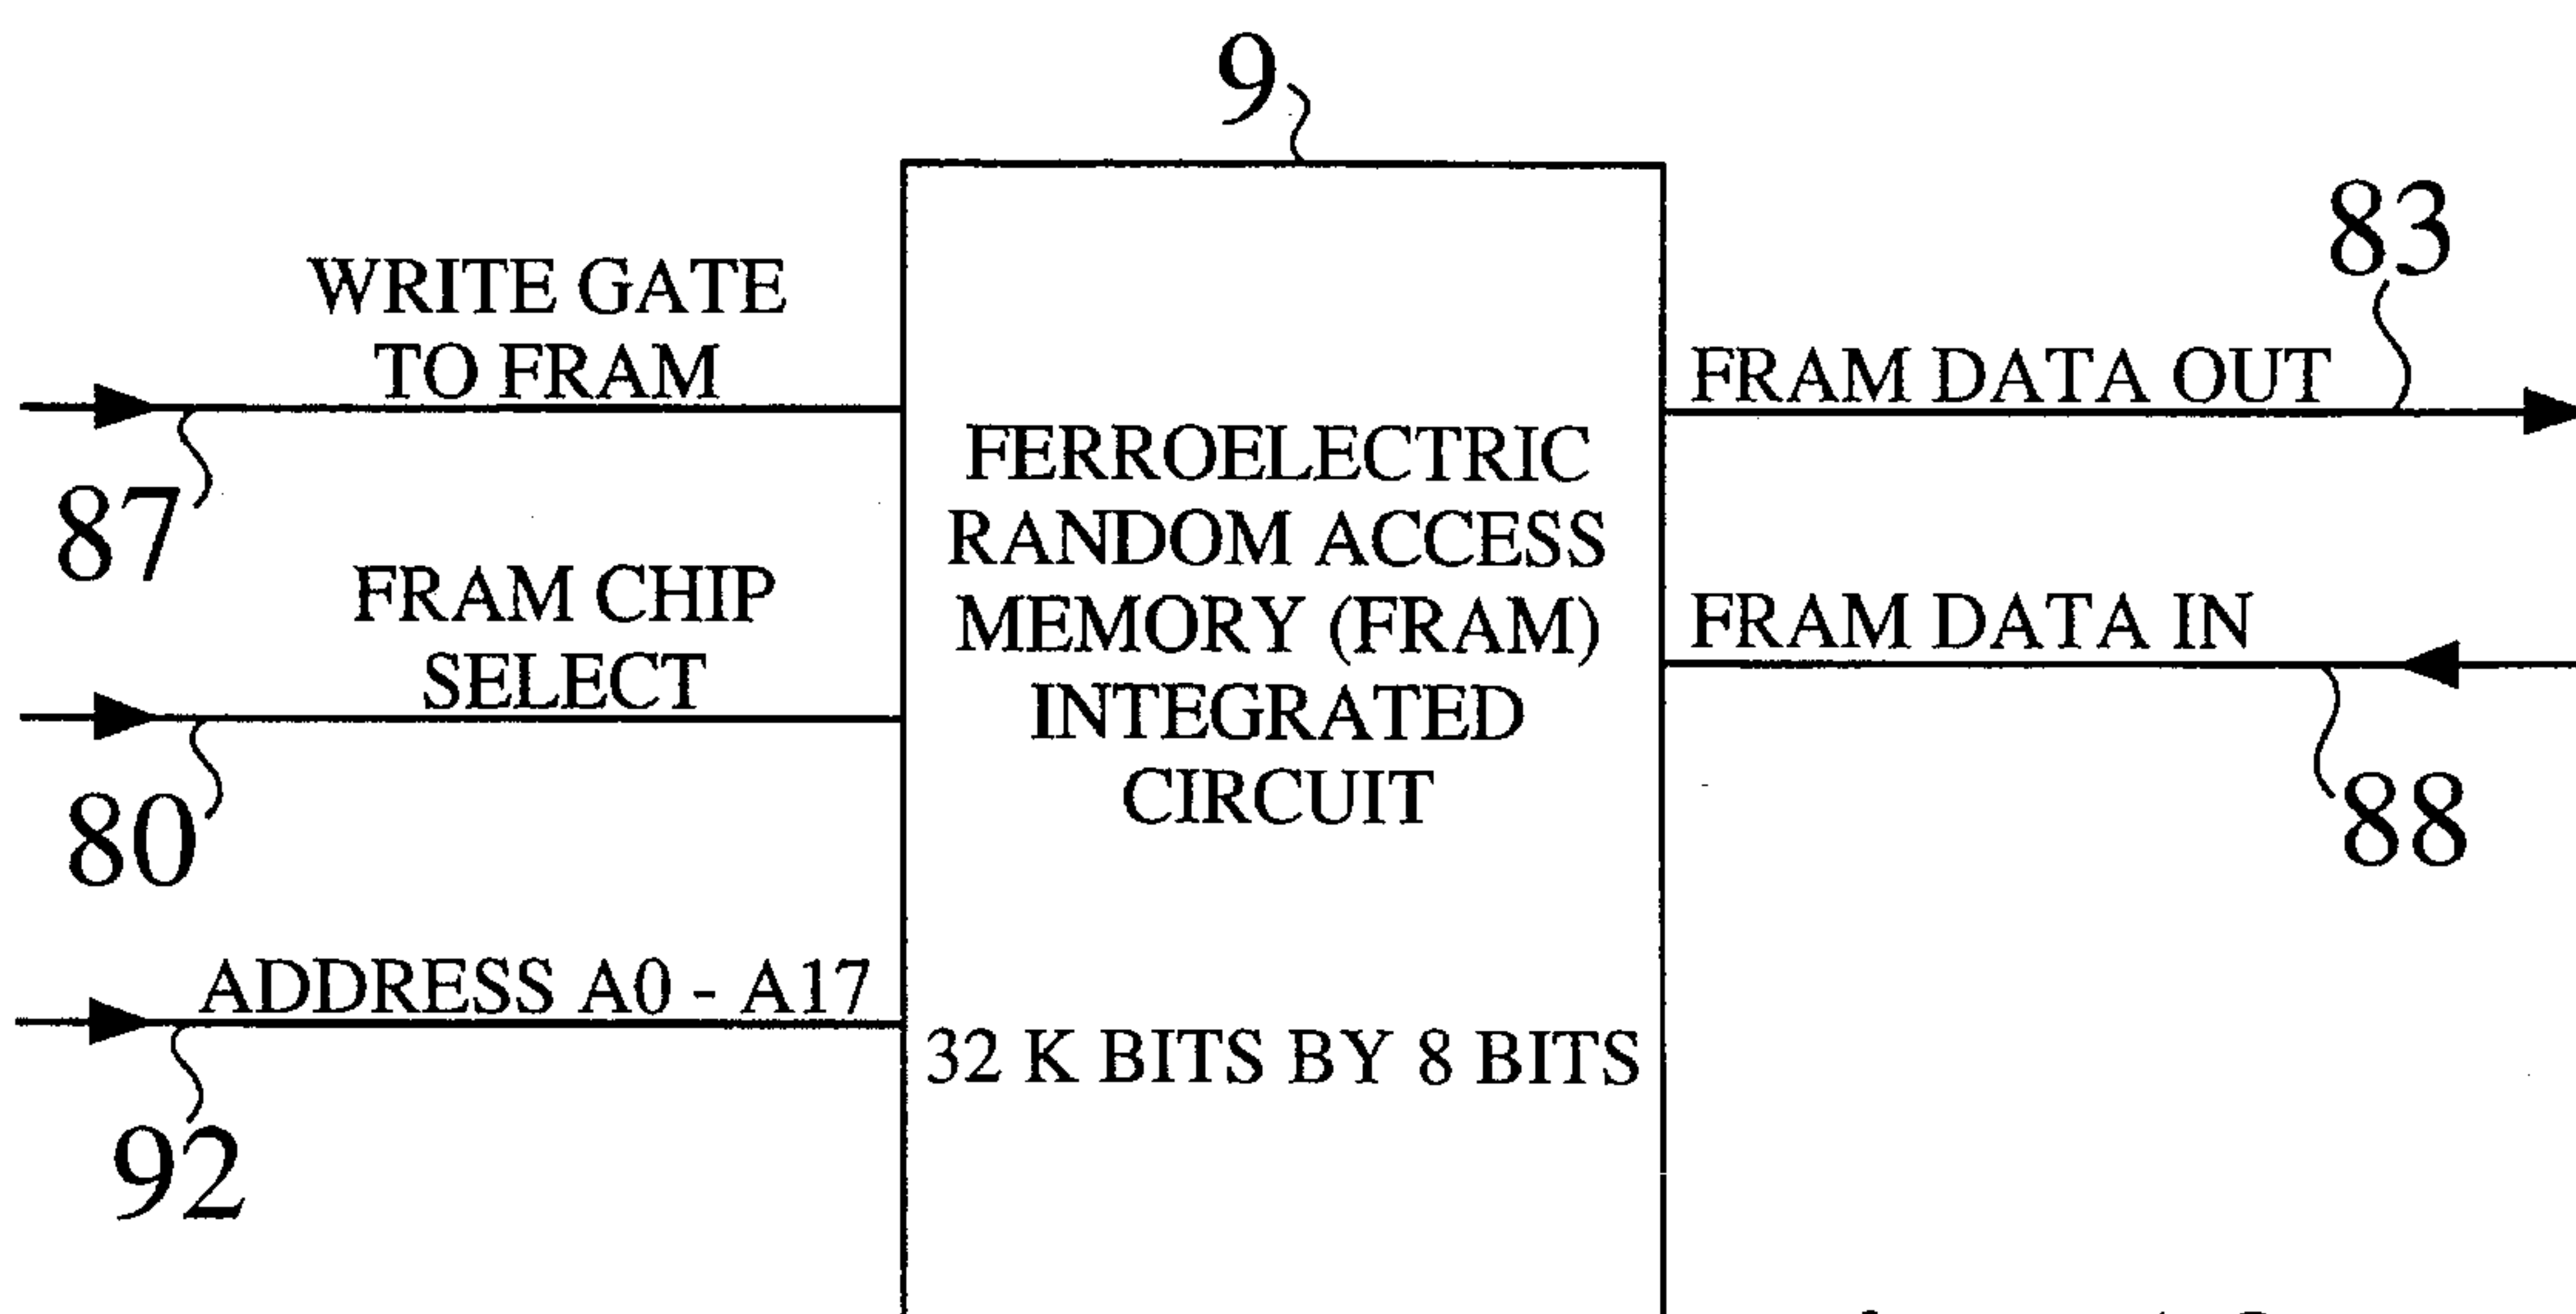 9
83
WRITE GATE
TO FRAM
87
FRAM CHIP
SELECT
80
ADDRESS A0 - A17
92
FERROELECTRIC
RANDOM ACCESS
MEMORY (FRAM)
INTEGRATED
CIRCUIT
32 K BITS BY 8 BITS
FRAM DATA OUT
FRAM DATA IN
88